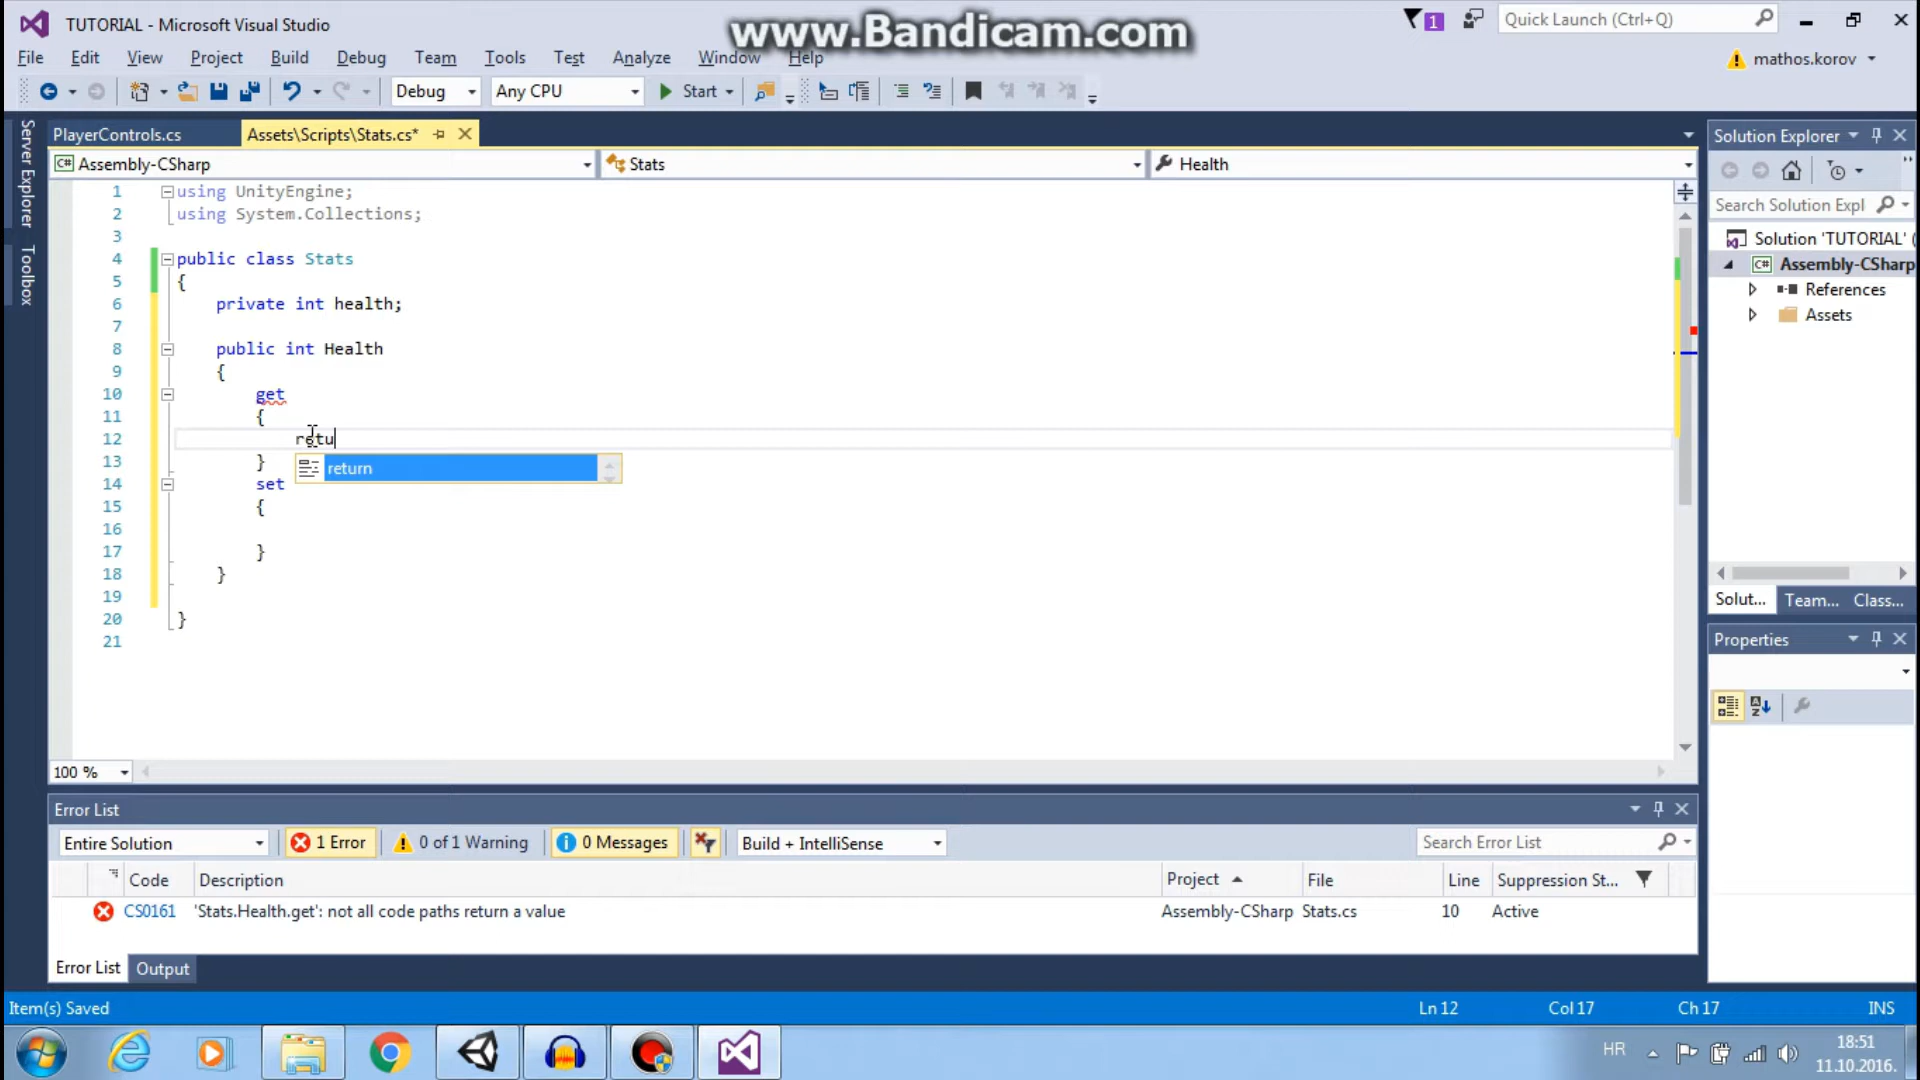 TUTORIAL - Microsoft Visual Studio
www.Bandicam.com
1
Quick Launch (Ctrl+Q)
File Edit View Project Build Debug Team Tools Test Analyze Window Help
mathos.korov
Debug Any CPU Start
PlayerControls.cs Assets\Scripts\Stats.cs*
Assembly-CSharp Stats Health
Server Explorer
Toolbox
1 using UnityEngine;
2 using System.Collections;
3
4 public class Stats
5 {
6 private int health;
7
8 public int Health
9 {
10 get
11 {
12 retu
return
13 }
14 set
15 {
16
17 }
18 }
19
20 }
21
100 %
Solution Explorer
Search Solution Expl
Solution 'TUTORIAL' (
Assembly-CSharp
References
Assets
Solut... Team... Class...
Properties
Error List
Entire Solution 1 Error 0 of 1 Warning 0 Messages Build + IntelliSense Search Error List
Code Description Project File Line Suppression St...
CS0161 'Stats.Health.get': not all code paths return a value Assembly-CSharp Stats.cs 10 Active
Error List Output
Item(s) Saved Ln 12 Col 17 Ch 17 INS
HR
18:51
11.10.2016.